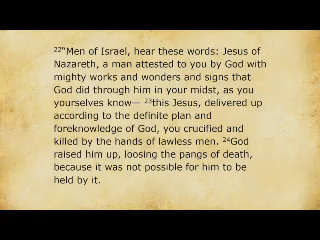 ²²"Men of Israel, hear these words: Jesus of
Nazareth, a man attested to you by God with
mighty works and wonders and signs that
God did through him in your midst, as you
yourselves know— ²³this Jesus, delivered up
according to the definite plan and
foreknowledge of God, you crucified and
killed by the hands of lawless men. ²⁴God
raised him up, loosing the pangs of death,
because it was not possible for him to be
held by it.